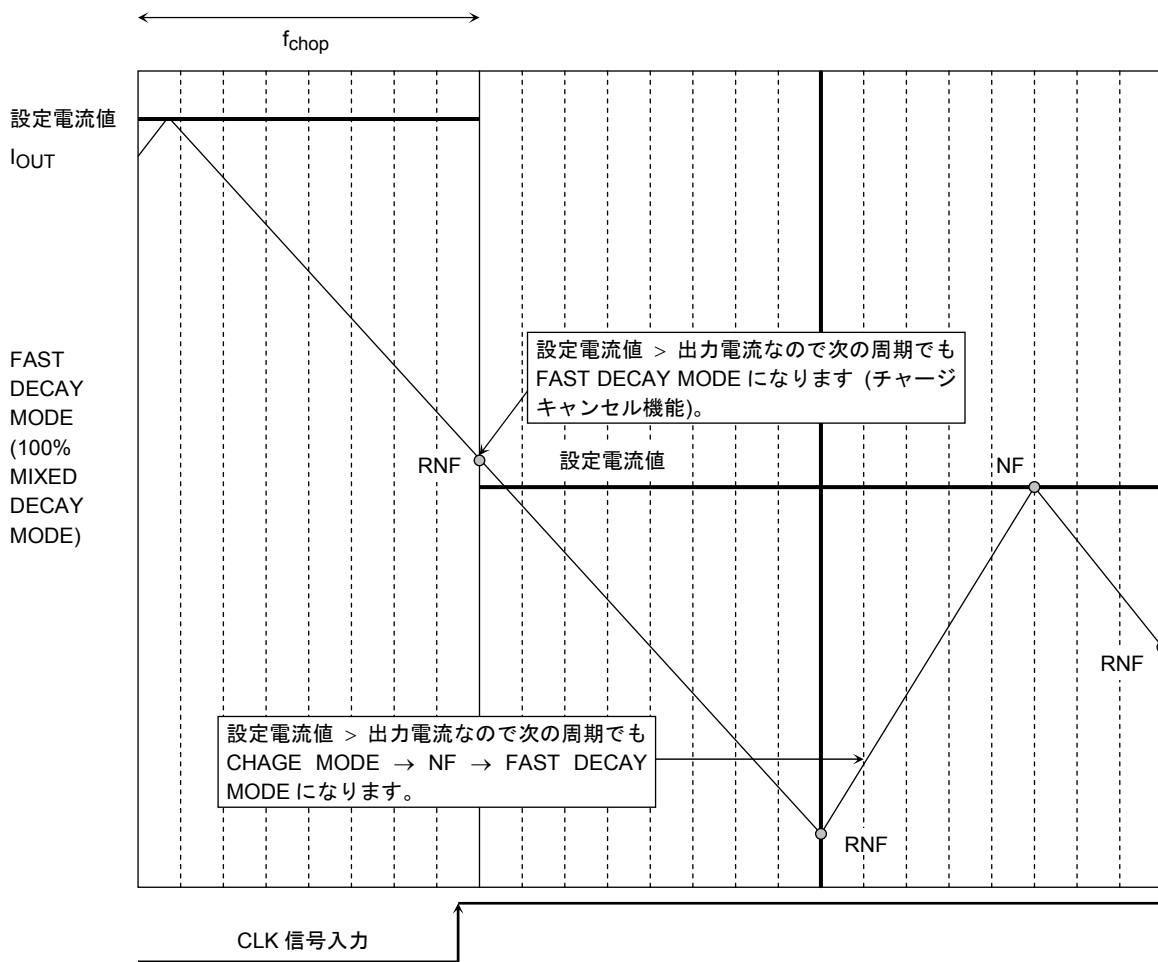 fchop
設定電流値
IOUT
FAST
DECAY
MODE
(100%
MIXED
DECAY
MODE)
設定電流値 > 出力電流なので次の周期でも
FAST DECAY MODE になります (チャージ
キャンセル機能)。
RNF
設定電流値
NF
RNF
設定電流値 > 出力電流なので次の周期でも
CHAGE MODE → NF → FAST DECAY
MODE になります。
RNF
CLK 信号入力